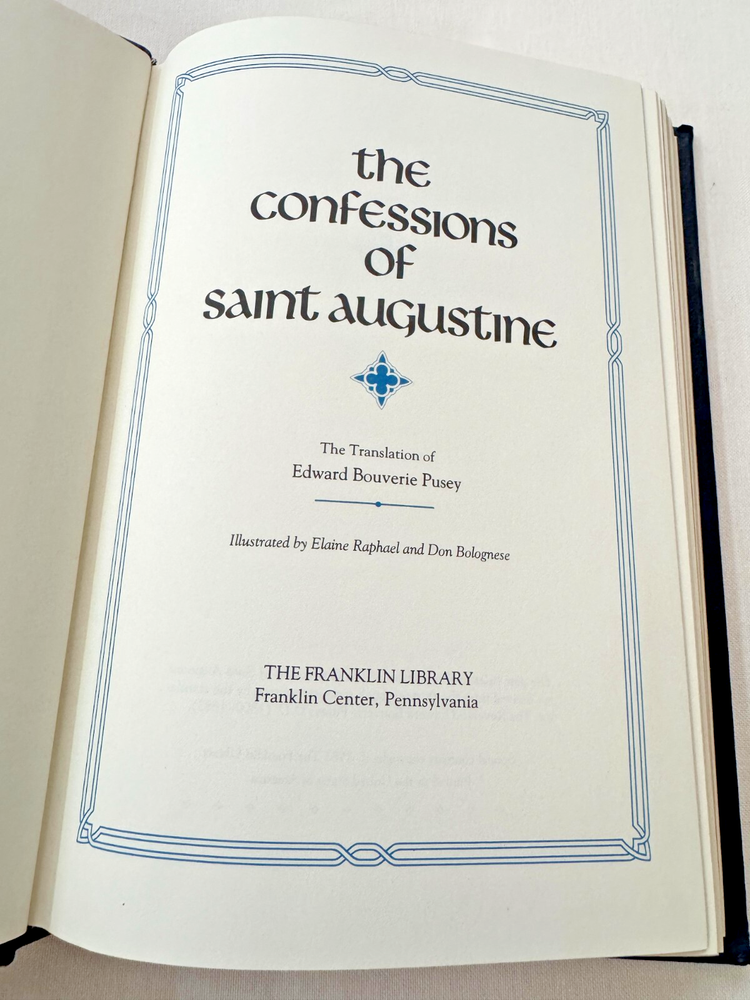 the
confessions
of
saint augustine
The Translation of
Edward Bouverie Pusey
Illustrated by Elaine Raphael and Don Bolognese
THE FRANKLIN LIBRARY
Franklin Center, Pennsylvania